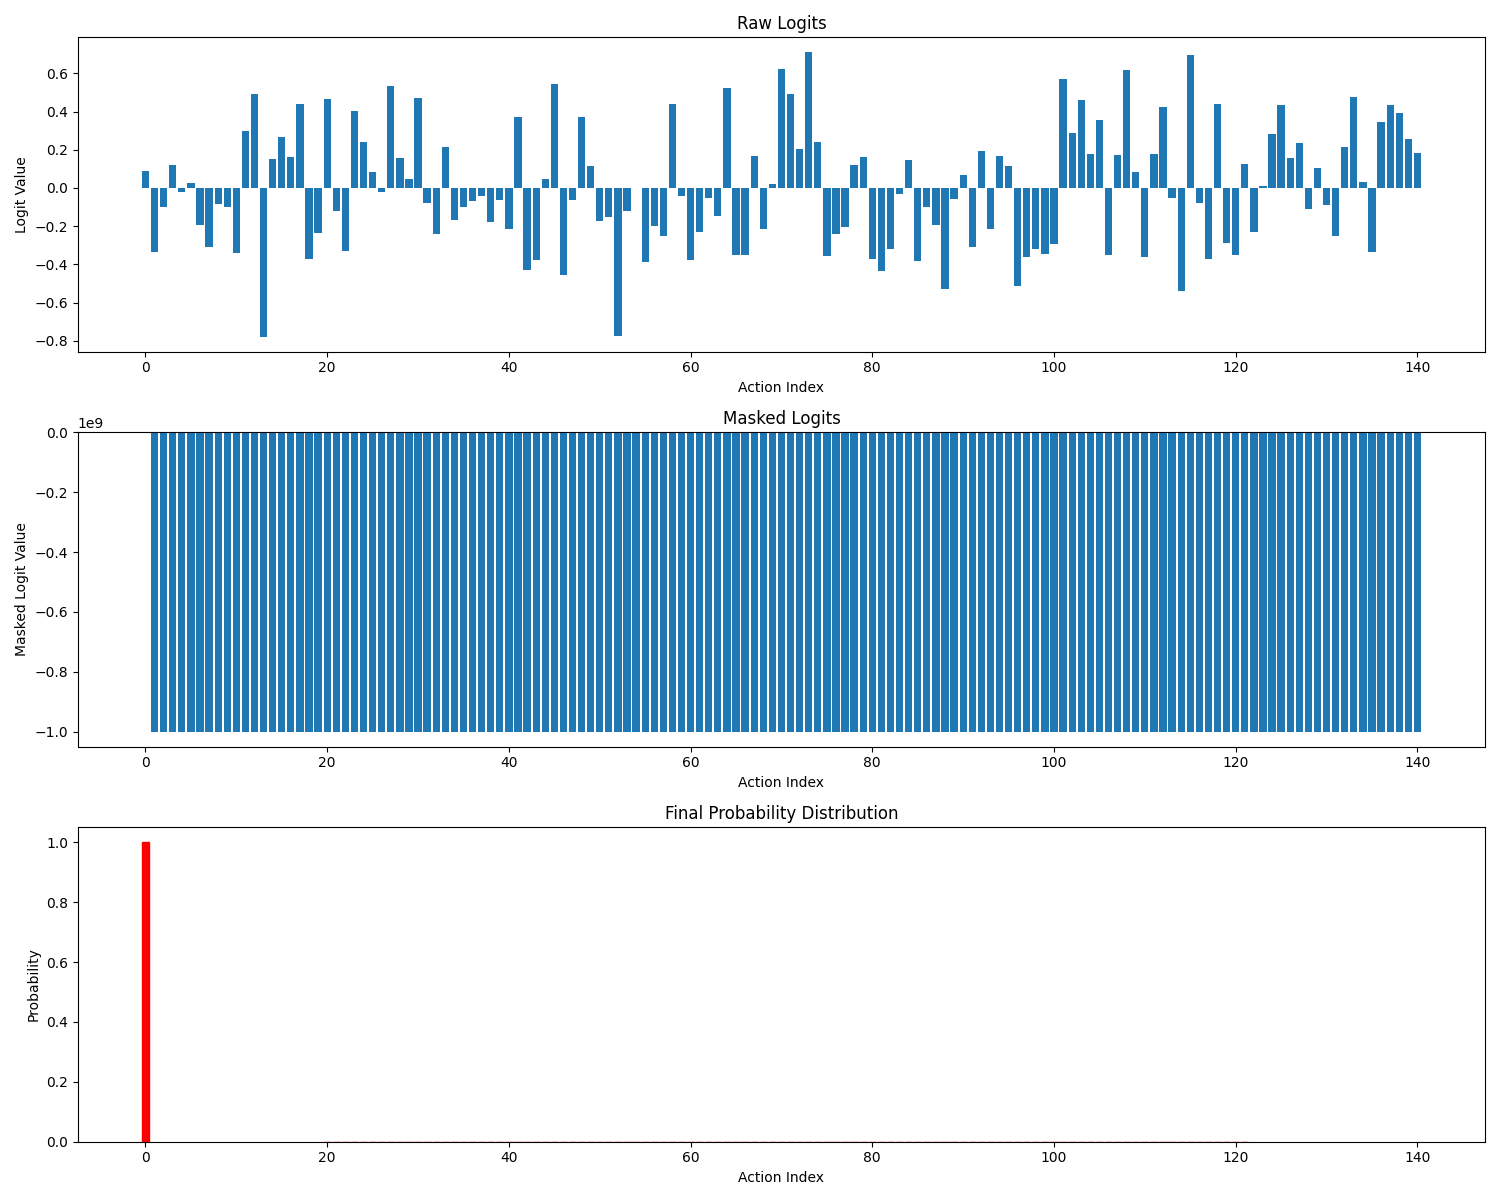 Raw Logits
0.6
0.4
0.2
0.0
−0.2
−0.4
−0.6
−0.8
Logit Value
0 20 40 60 80 100 120 140
Action Index
Masked Logits
1e9
0.0
−0.2
−0.4
−0.6
−0.8
−1.0
Masked Logit Value
0 20 40 60 80 100 120 140
Action Index
Final Probability Distribution
1.0
0.8
0.6
0.4
0.2
0.0
Probability
0 20 40 60 80 100 120 140
Action Index